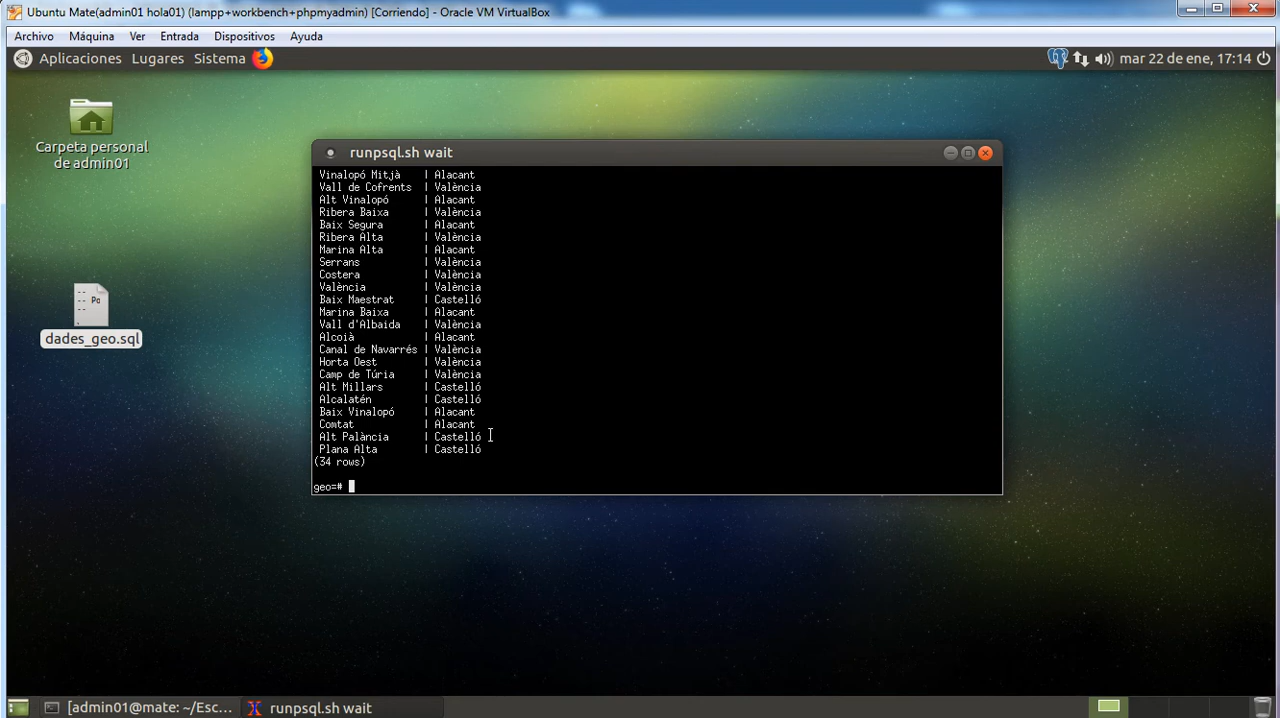 Ubuntu Mate(admin01 hola01) (lampp+workbench+phpmyadmin) [Corriendo] - Oracle VM VirtualBox
Archivo Máquina Ver Entrada Dispositivos Ayuda
Aplicaciones Lugares Sistema mar 22 de ene, 17:14
Carpeta personal
de admin01
-- Po
dades_geo.sql
runpsql.sh wait
Vinalopó Mitjà | Alacant
Vall de Cofrents | València
Alt Vinalopó | Alacant
Ribera Baixa | València
Baix Segura | Alacant
Ribera Alta | València
Marina Alta | Alacant
Serrans | València
Costera | València
València | València
Baix Maestrat | Castelló
Marina Baixa | Alacant
Vall d'Albaida | València
Alcoià | Alacant
Canal de Navarrés | València
Horta Oest | València
Camp de Túria | València
Alt Millars | Castelló
Alcalatén | Castelló
Baix Vinalopó | Alacant
Comtat | Alacant
Alt Palància | Castelló
Plana Alta | Castelló
(34 rows)
geo=#
[admin01@mate: ~/Esc... runpsql.sh wait